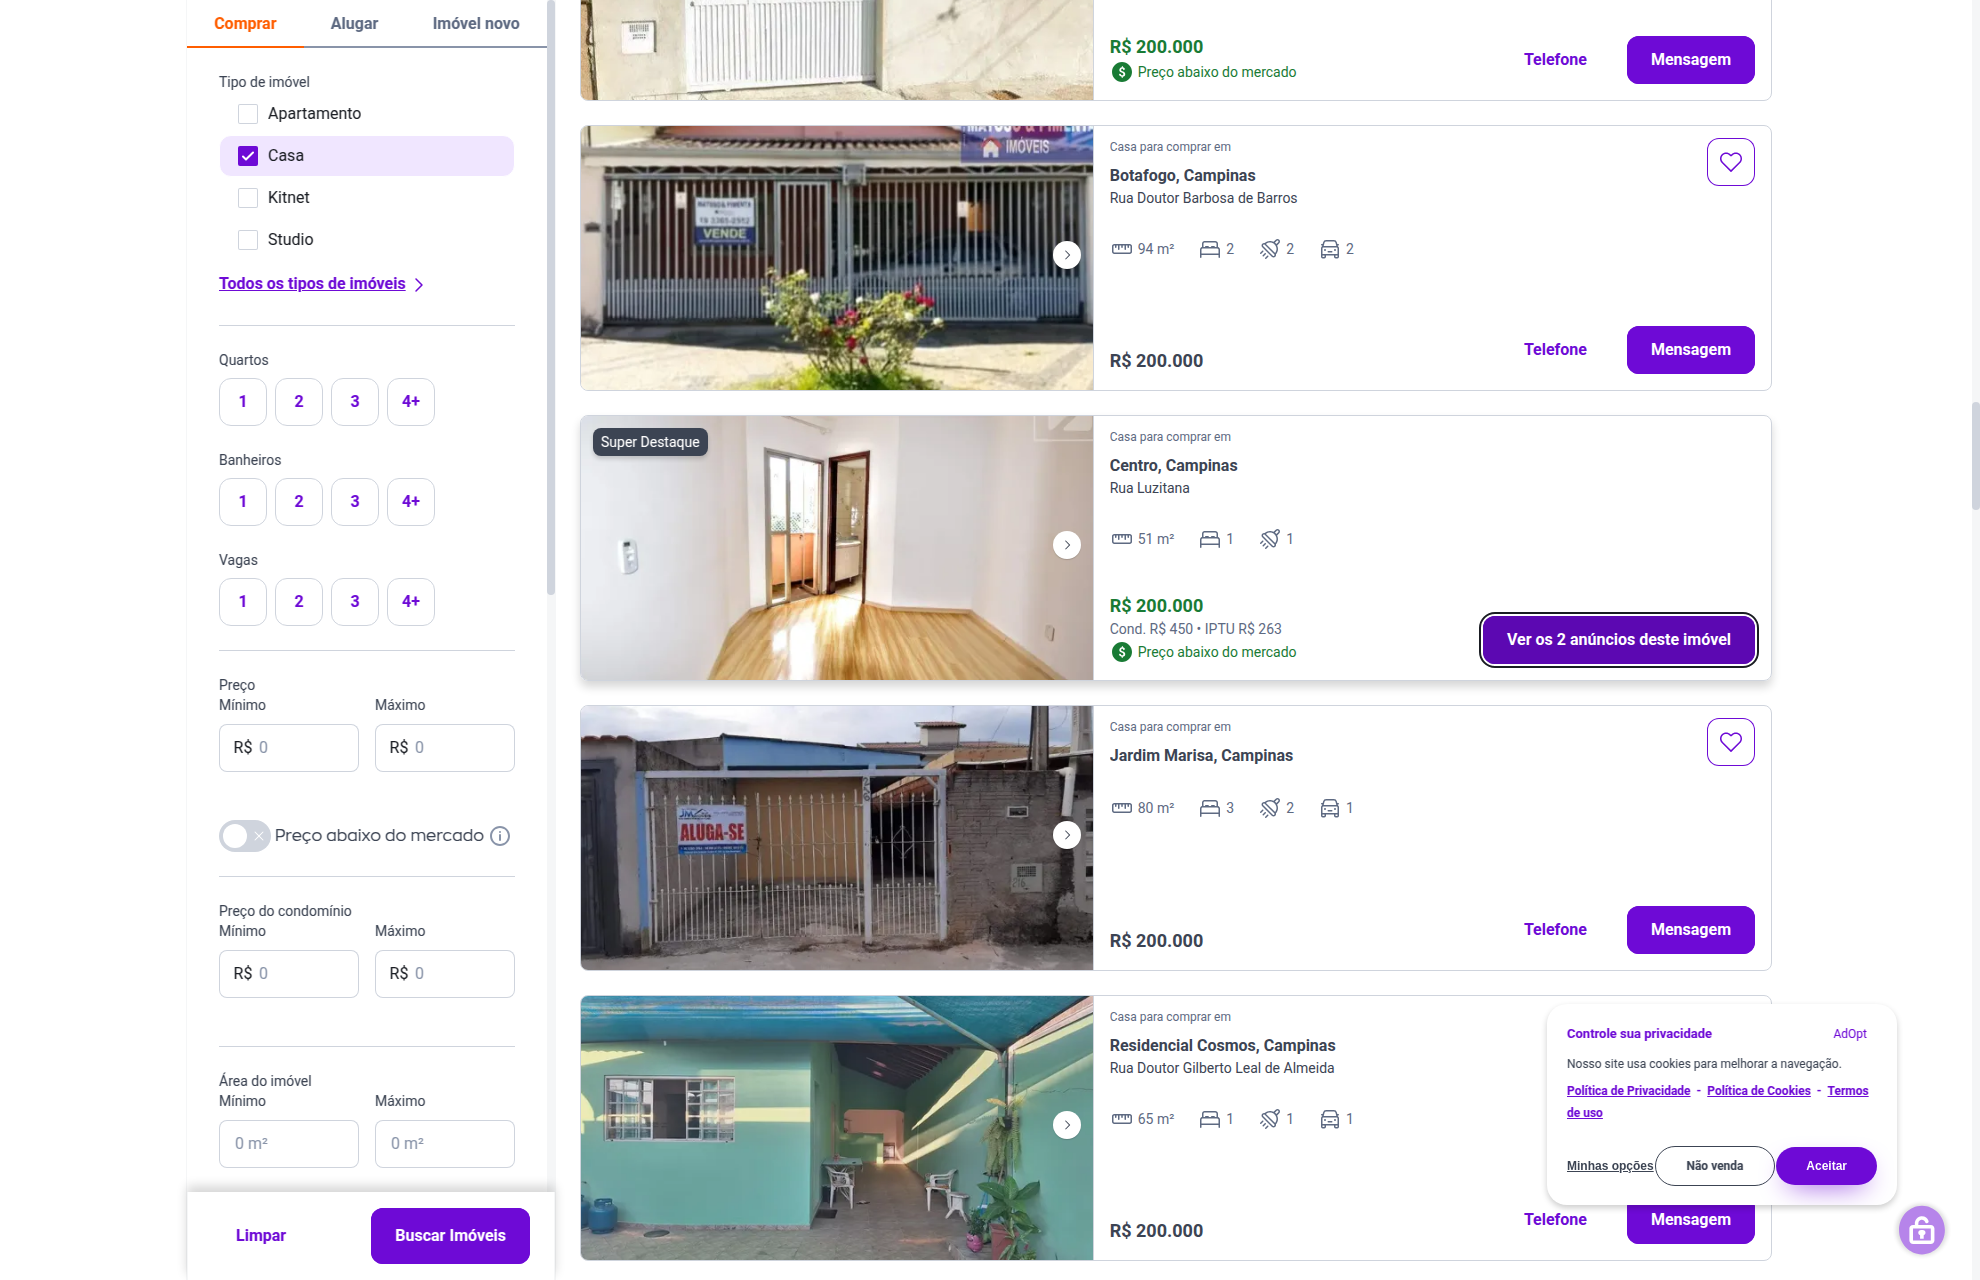 Comprar
Alugar
Imóvel novo
Tipo de imóvel
Apartamento
Casa
Kitnet
Studio
Todos os tipos de imóveis
Quartos
1
2
3
4+
Banheiros
1
2
3
4+
Vagas
1
2
3
4+
Preço
Mínimo
Máximo
R$ 0
R$ 0
Preço abaixo do mercado
Preço do condomínio
Mínimo
Máximo
R$ 0
R$ 0
Área do imóvel
Mínimo
Máximo
0 m²
0 m²
Limpar
Buscar Imóveis
R$ 200.000
Preço abaixo do mercado
Telefone
Mensagem
IMÓVEIS
VENDE
Casa para comprar em
Botafogo, Campinas
Rua Doutor Barbosa de Barros
94 m²
2
2
2
R$ 200.000
Telefone
Mensagem
Super Destaque
Casa para comprar em
Centro, Campinas
Rua Luzitana
51 m²
1
1
R$ 200.000
Cond. R$ 450 • IPTU R$ 263
Preço abaixo do mercado
Ver os 2 anúncios deste imóvel
ALUGA-SE
Casa para comprar em
Jardim Marisa, Campinas
80 m²
3
2
1
R$ 200.000
Telefone
Mensagem
Casa para comprar em
Residencial Cosmos, Campinas
Rua Doutor Gilberto Leal de Almeida
65 m²
1
1
1
R$ 200.000
Telefone
Mensagem
Controle sua privacidade
AdOpt
Nosso site usa cookies para melhorar a navegação.
Política de Privacidade - Política de Cookies - Termos
de uso
Minhas opções
Não venda
Aceitar